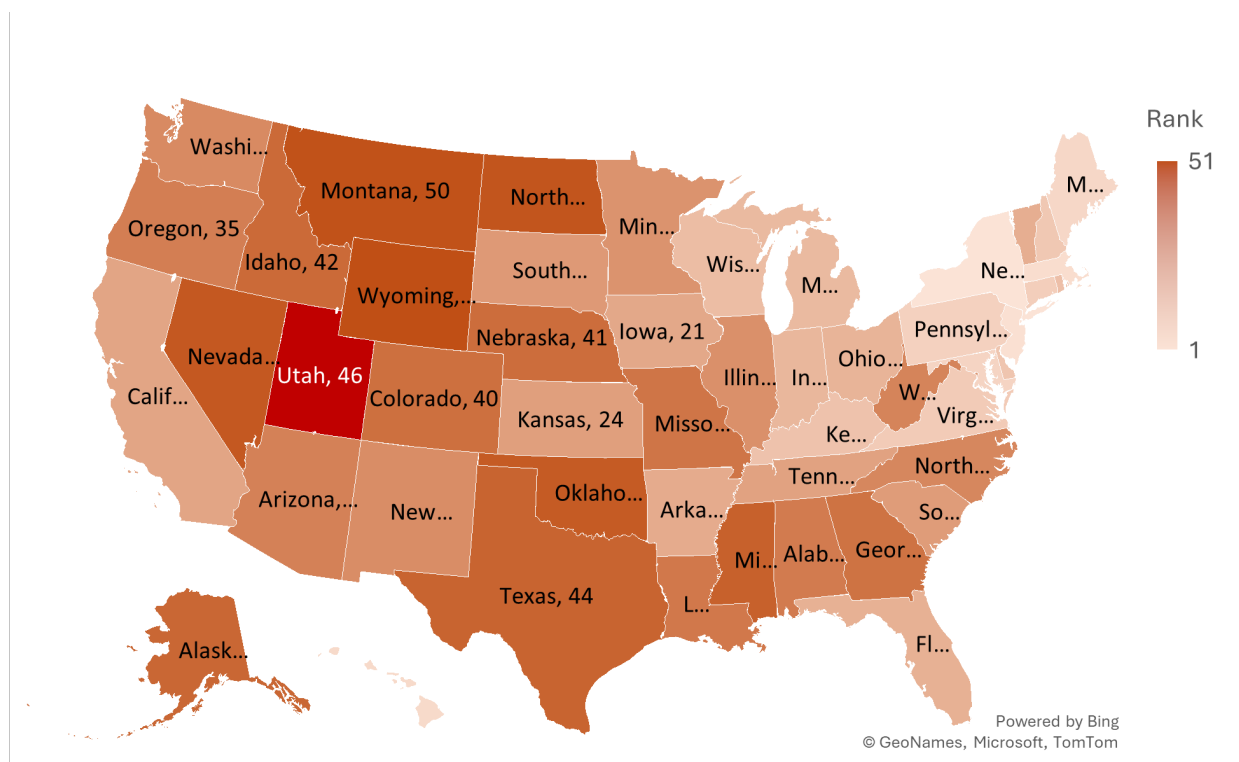 Rank
51
1
Washi...
Montana, 50
North...
Min...
M...
Oregon, 35
Idaho, 42
South...
Wis...
M...
Ne...
Wyoming,...
Nebraska, 41
Iowa, 21
Pennsyl...
Nevada...
Utah, 46
Colorado, 40
Illin...
In...
Ohio...
W...
Calif...
Kansas, 24
Misso...
Ke...
Virg...
Arizona,...
New...
Oklaho...
Arka...
Tenn...
North...
So...
Texas, 44
L...
Mi...
Alab...
Geor...
Fl...
Alask...
Powered by Bing
© GeoNames, Microsoft, TomTom